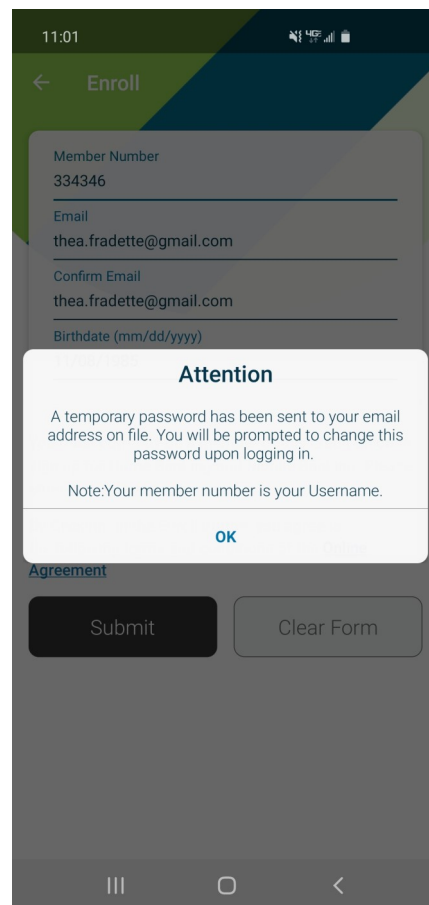 11:01
Enroll
Member Number
334346
Email
thea.fradette@gmail.com
Confirm Email
thea.fradette@gmail.com
Birthdate (mm/dd/yyyy)
Attention
A temporary password has been sent to your email
address on file. You will be prompted to change this
password upon logging in.
Note:Your member number is your Username.
OK
Agreement
Submit
Clear Form